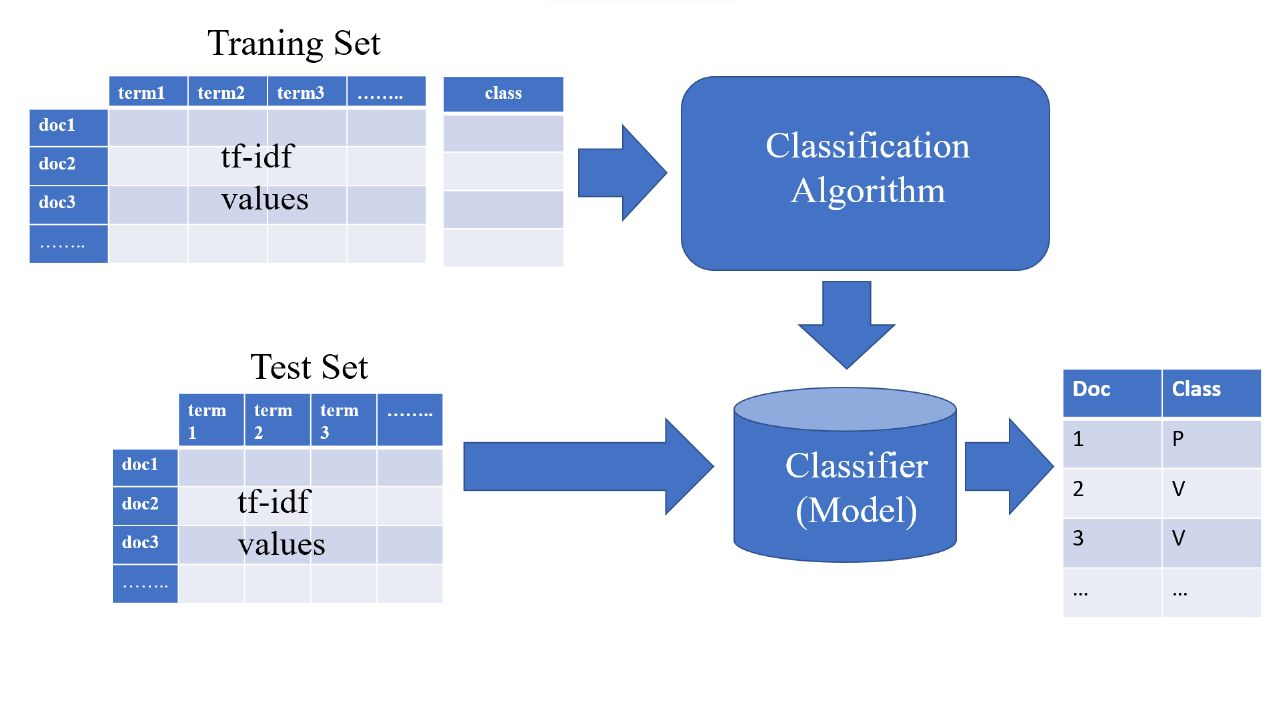 Traning Set
term1 term2 term3 ........
class
doc1
doc2
doc3
........
tf-idf
values
Classification
Algorithm
Test Set
term 1 term 2 term 3 ........
doc1
doc2
doc3
........
tf-idf
values
Classifier
(Model)
Doc Class
1 P
2 V
3 V
... ...